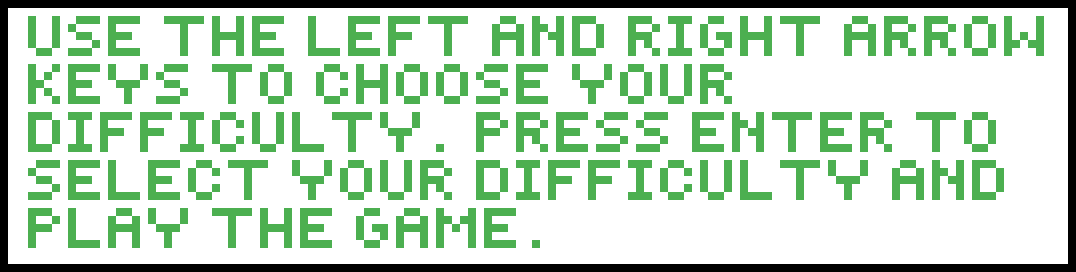 USE THE LEFT AND RIGHT ARROW
KEYS TO CHOOSE YOUR
DIFFICULTY. PRESS ENTER TO
SELECT YOUR DIFFICULTY AND
PLAY THE GAME.